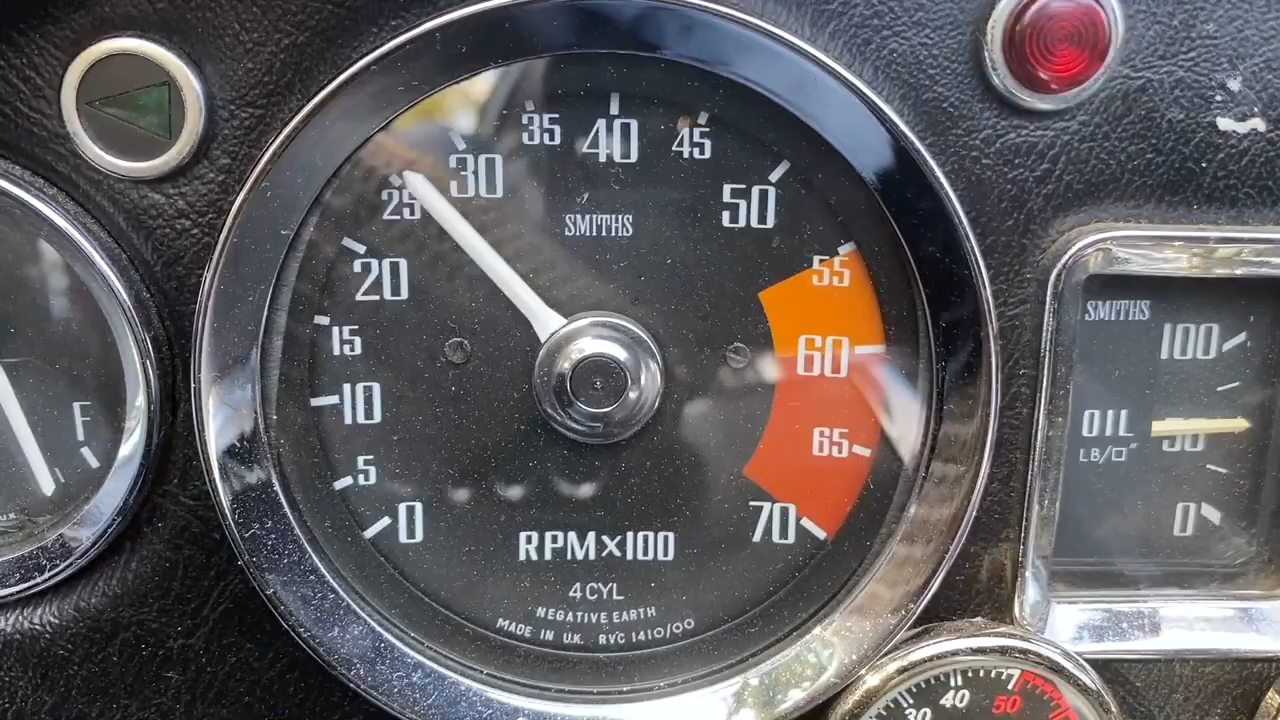 35
40
45
30
25
50
SMITHS
20
55
15
60
10
65
5
0
70
RPM×100
4 CYL
NEGATIVE EARTH
MADE IN U.K. RVC 1410/00
F
U.K
SMITHS
100
OIL
50
LB/□"
0
30
40
50